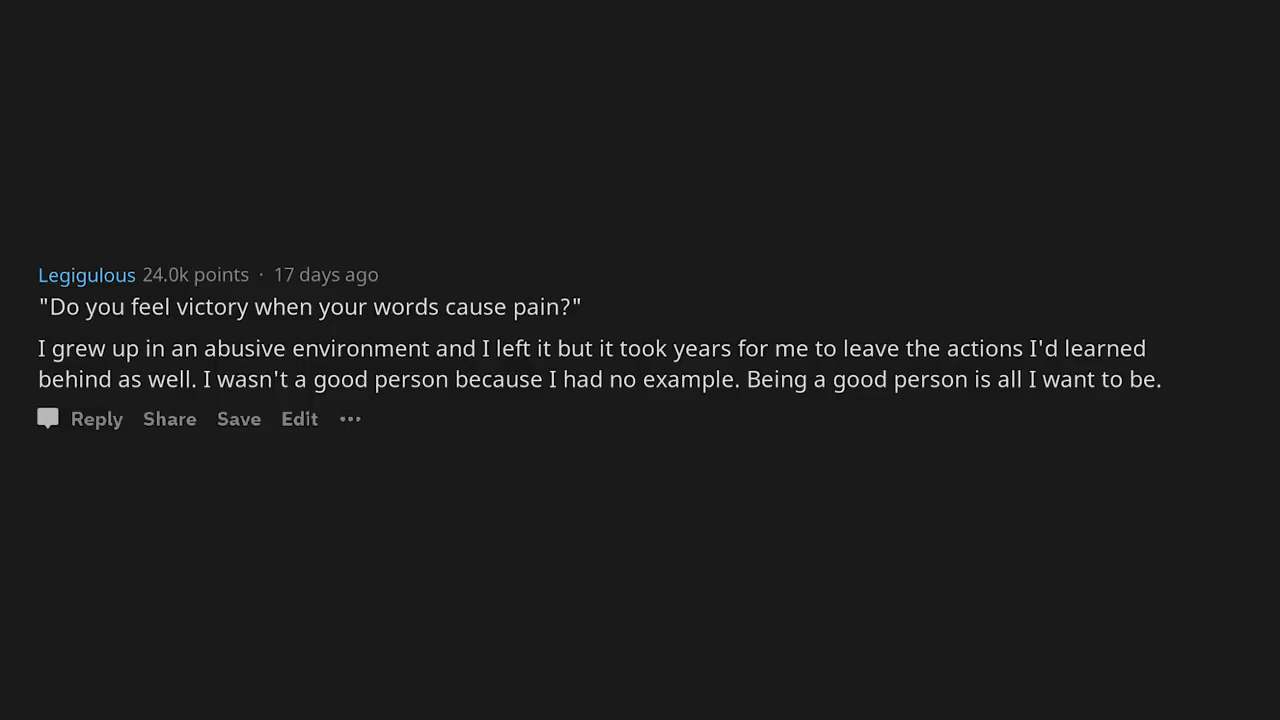 Legigulous 24.0k points · 17 days ago
"Do you feel victory when your words cause pain?"
I grew up in an abusive environment and I left it but it took years for me to leave the actions I'd learned
behind as well. I wasn't a good person because I had no example. Being a good person is all I want to be.
Reply Share Save Edit •••